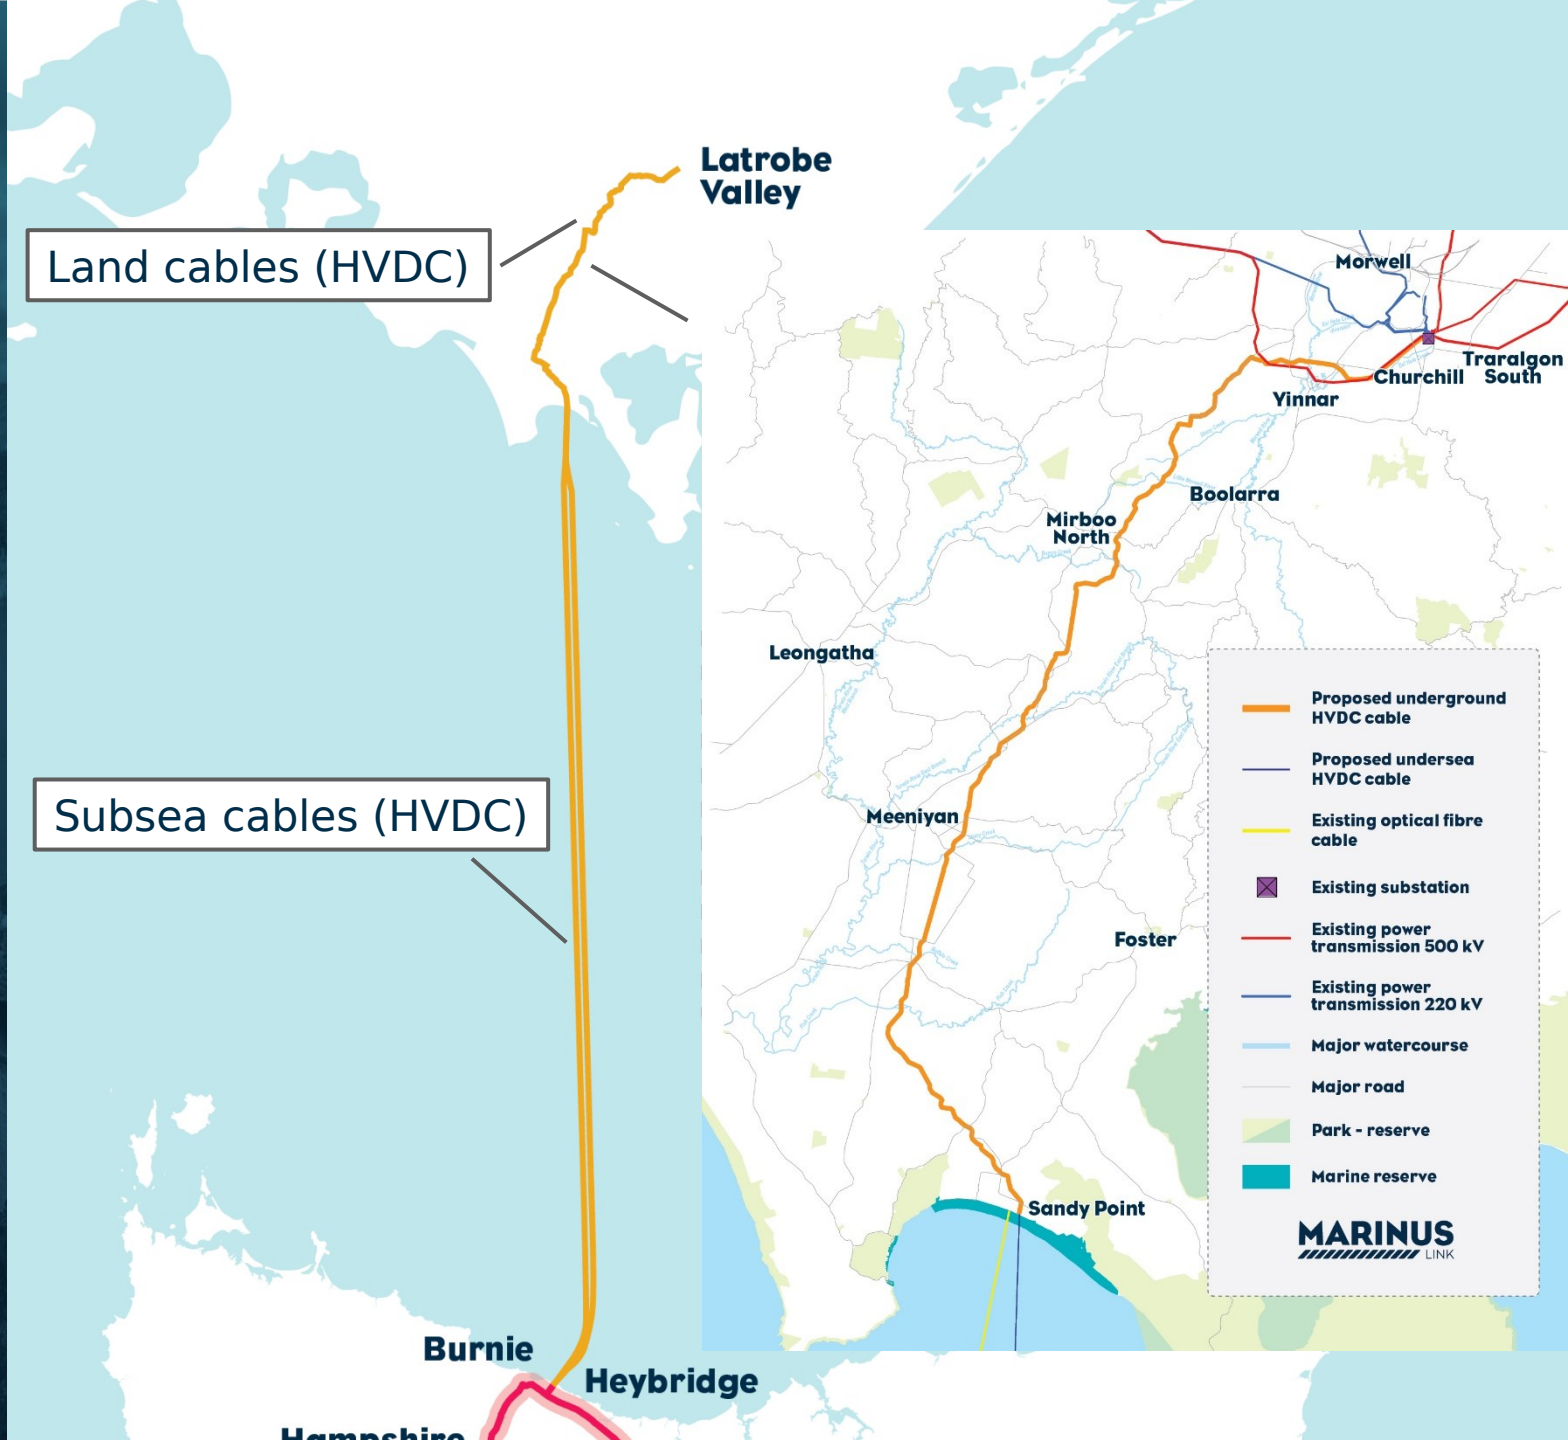 Latrobe
Valley
Land cables (HVDC)
Morwell
Traralgon
South
Churchill
Yinnar
Boolarra
Mirboo
North
Leongatha
Proposed underground
HVDC cable
Proposed undersea
HVDC cable
Subsea cables (HVDC)
Meeniyan
Existing optical fibre
cable
Existing substation
Foster
Existing power
transmission 500 kV
Existing power
transmission 220 kV
Major watercourse
Major road
Park - reserve
Marine reserve
Sandy Point
MARINUS
LINK
Burnie
Heybridge
Hampshire